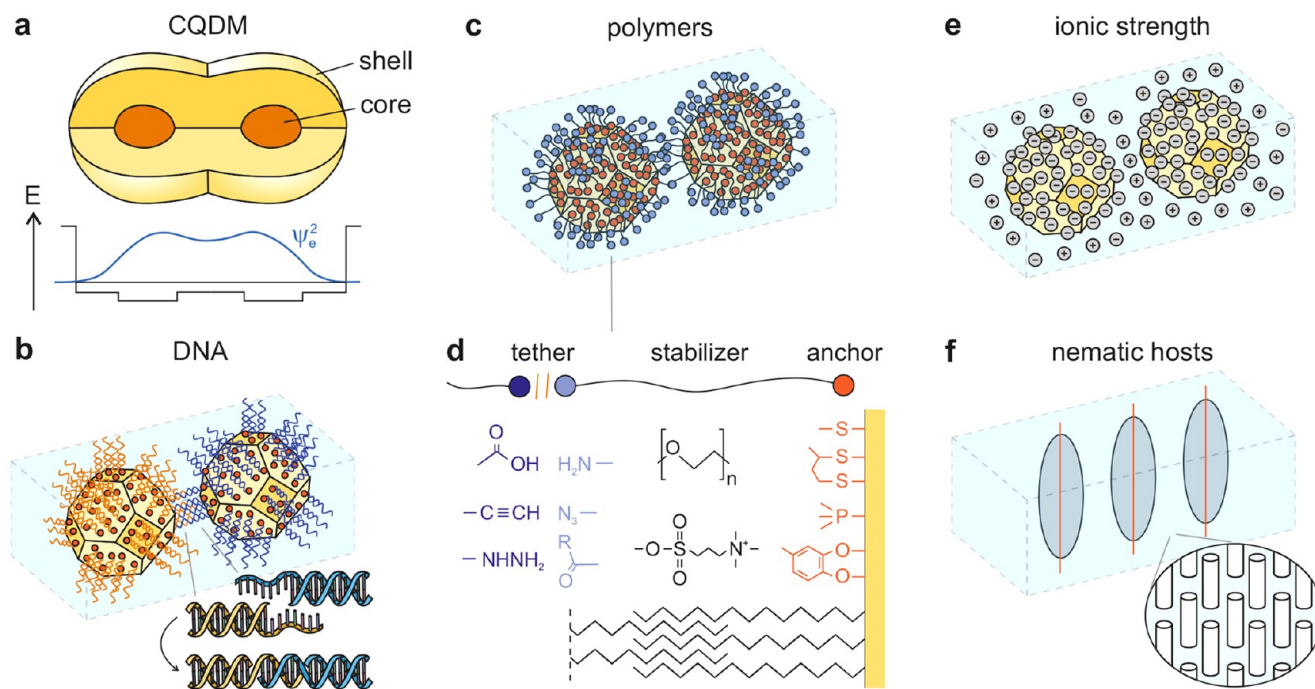 a CQDM
shell
core
E
ψe²
b DNA
c polymers
d tether stabilizer anchor
O
OH
H₂N
O
n
S
S
S
C≡CH
N₃
P
NHNH₂
R
O
O
O
S
O
N⁺
O
O
e ionic strength
f nematic hosts